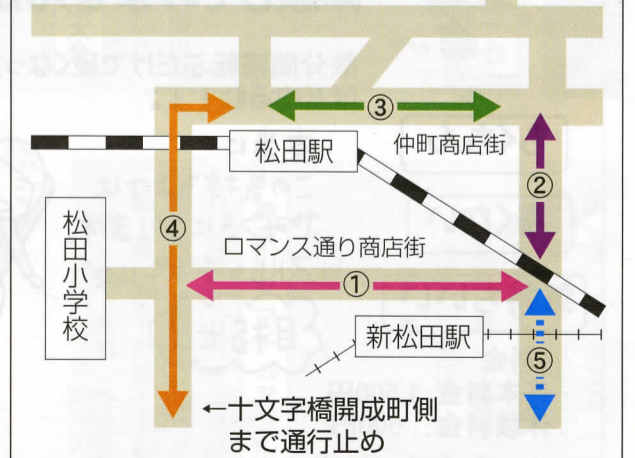 ③
松田駅
仲町商店街
②
松田小学校
④
ロマンス通り商店街
①
新松田駅
⑤
←十文字橋開成町側
まで通行止め